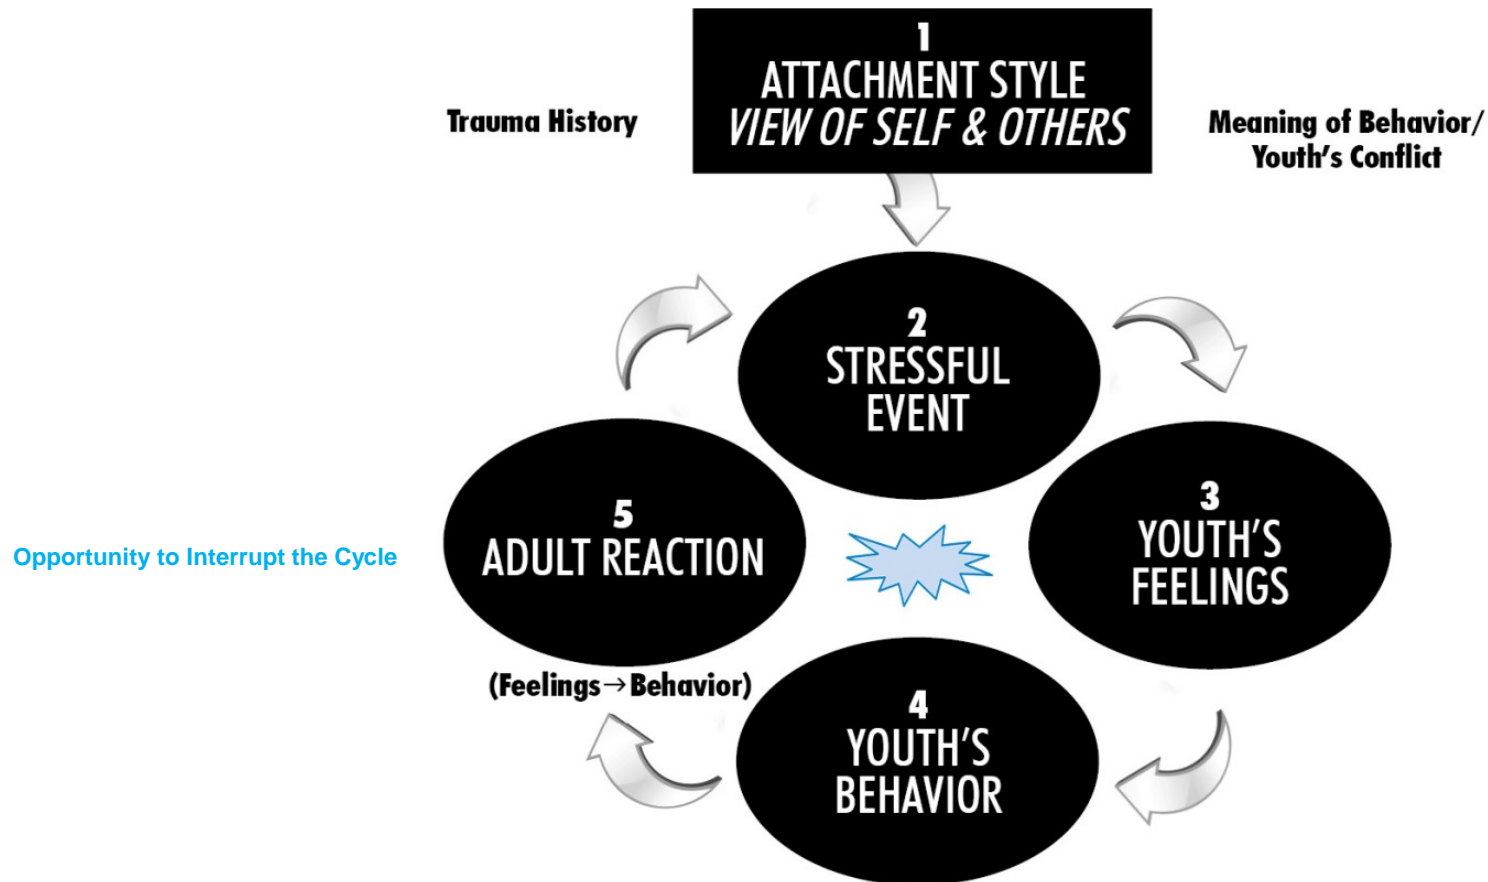 1
ATTACHMENT STYLE
VIEW OF SELF & OTHERS
Trauma History
Meaning of Behavior/
Youth's Conflict
2
STRESSFUL
EVENT
3
YOUTH'S
FEELINGS
4
YOUTH'S
BEHAVIOR
5
ADULT REACTION
(Feelings→Behavior)
Opportunity to Interrupt the Cycle